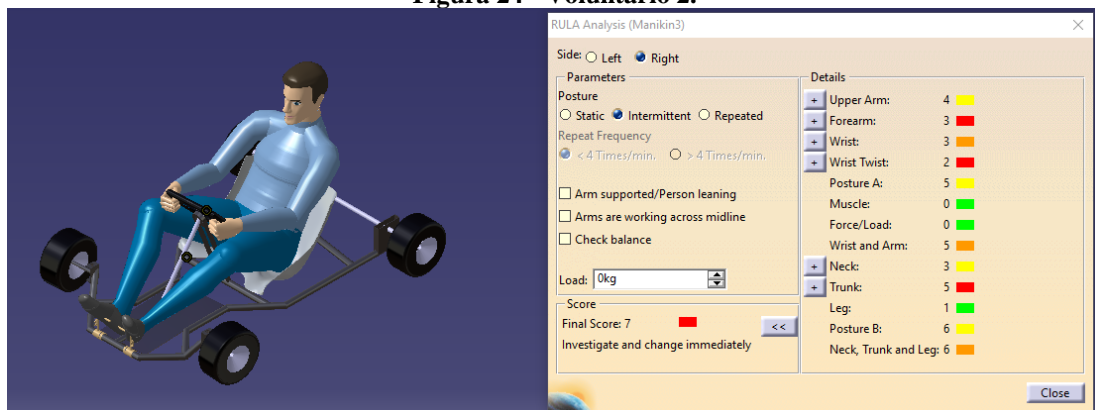 Figura 24 - Voluntário 2.
RULA Analysis (Manikin3)
Side: Left Right
Parameters
Posture
Static Intermittent Repeated
Repeat Frequency
< 4 Times/min. > 4 Times/min.
Arm supported/Person leaning
Arms are working across midline
Check balance
Load: 0kg
Score
Final Score: 7
<<
Investigate and change immediately
Details
+ Upper Arm: 4
+ Forearm: 3
+ Wrist: 3
+ Wrist Twist: 2
Posture A: 5
Muscle: 0
Force/Load: 0
Wrist and Arm: 5
+ Neck: 3
+ Trunk: 5
Leg: 1
Posture B: 6
Neck, Trunk and Leg: 6
Close